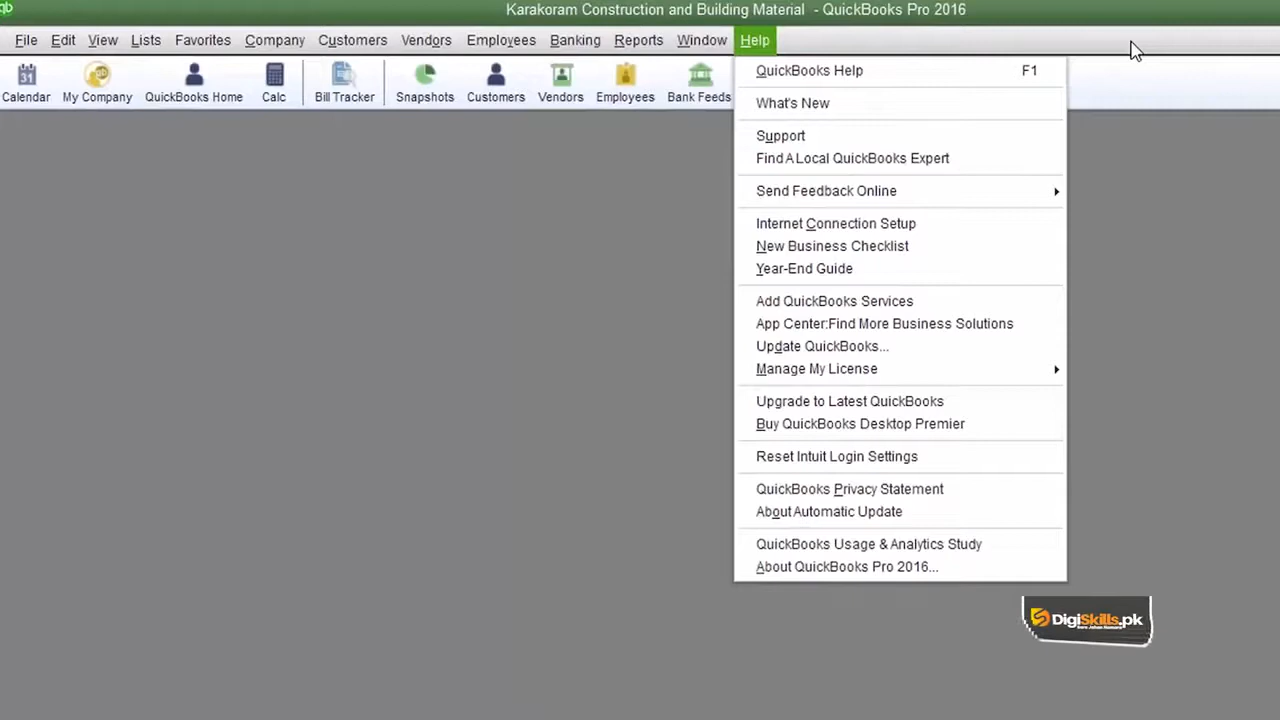 Karakoram Construction and Building Material - QuickBooks Pro 2016
File Edit View Lists Favorites Company Customers Vendors Employees Banking Reports Window Help
31
Calendar My Company QuickBooks Home Calc Bill Tracker Snapshots Customers Vendors Employees Bank Feeds
QuickBooks Help F1
What's New
Support
Find A Local QuickBooks Expert
Send Feedback Online
Internet Connection Setup
New Business Checklist
Year-End Guide
Add QuickBooks Services
App Center:Find More Business Solutions
Update QuickBooks...
Manage My License
Upgrade to Latest QuickBooks
Buy QuickBooks Desktop Premier
Reset Intuit Login Settings
QuickBooks Privacy Statement
About Automatic Update
QuickBooks Usage & Analytics Study
About QuickBooks Pro 2016...
DigiSkills.pk